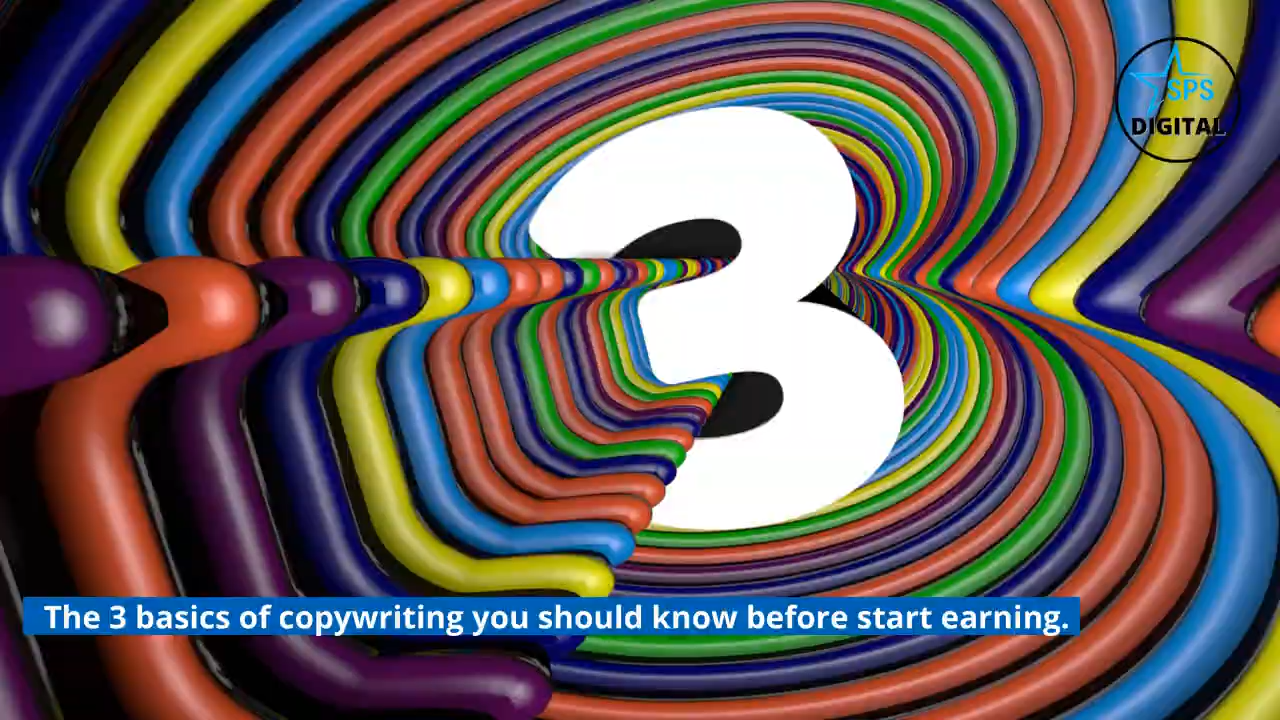 SPS
DIGITAL
3
The 3 basics of copywriting you should know before start earning.